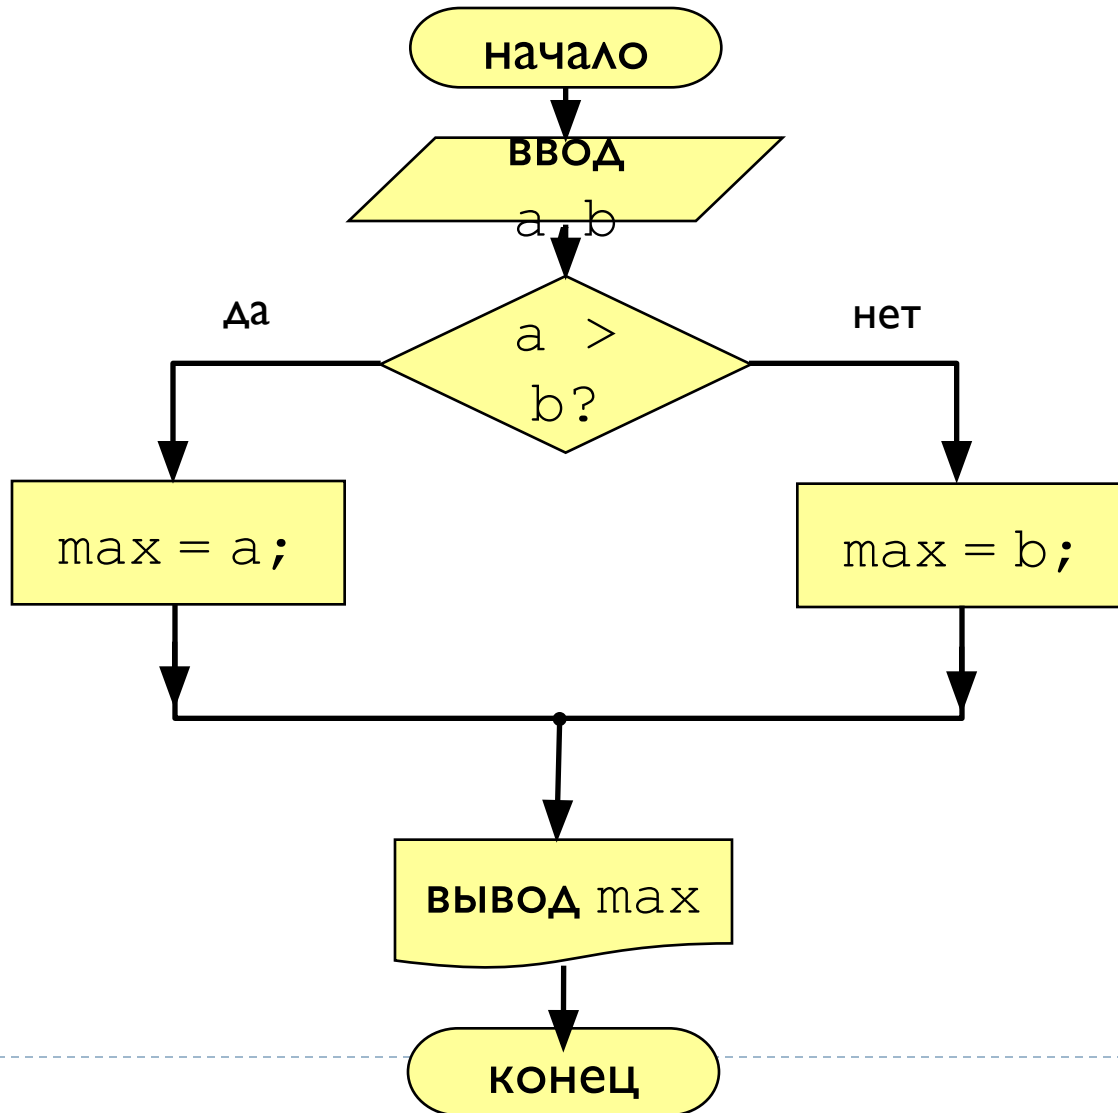 начало
ввод
a,b
a >
b?
да
нет
max = a;
max = b;
вывод max
конец